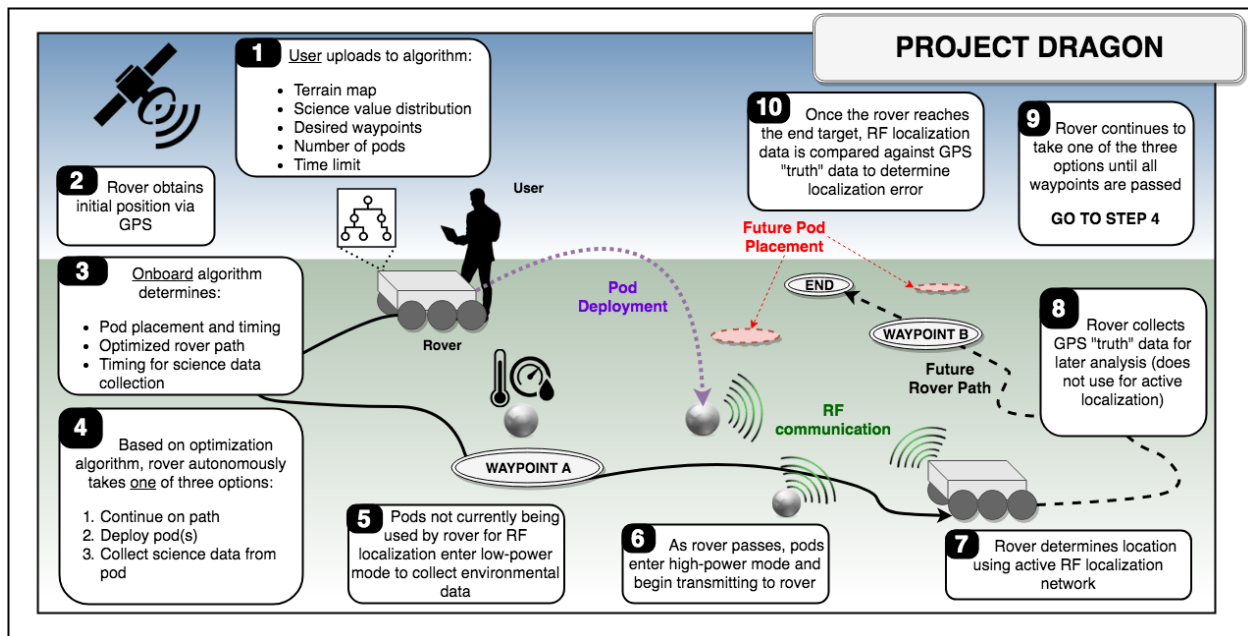 PROJECT DRAGON
1
User uploads to algorithm:
• Terrain map
• Science value distribution
• Desired waypoints
• Number of pods
• Time limit
2
Rover obtains
initial position via
GPS
3
Onboard algorithm
determines:
• Pod placement and timing
• Optimized rover path
• Timing for science data
collection
4
Based on optimization
algorithm, rover autonomously
takes one of three options:
1. Continue on path
2. Deploy pod(s)
3. Collect science data from
pod
5
Pods not currently being
used by rover for RF
localization enter low-power
mode to collect environmental
data
6
As rover passes, pods
enter high-power mode and
begin transmitting to rover
7
Rover determines location
using active RF localization
network
8
Rover collects
GPS "truth" data for
later analysis (does
not use for active
localization)
9
Rover continues to
take one of the three
options until all
waypoints are passed
GO TO STEP 4
10
Once the rover reaches
the end target, RF localization
data is compared against GPS
"truth" data to determine
localization error
User
Rover
Pod
Deployment
Future Pod
Placement
END
WAYPOINT B
Future
Rover Path
RF
communication
WAYPOINT A